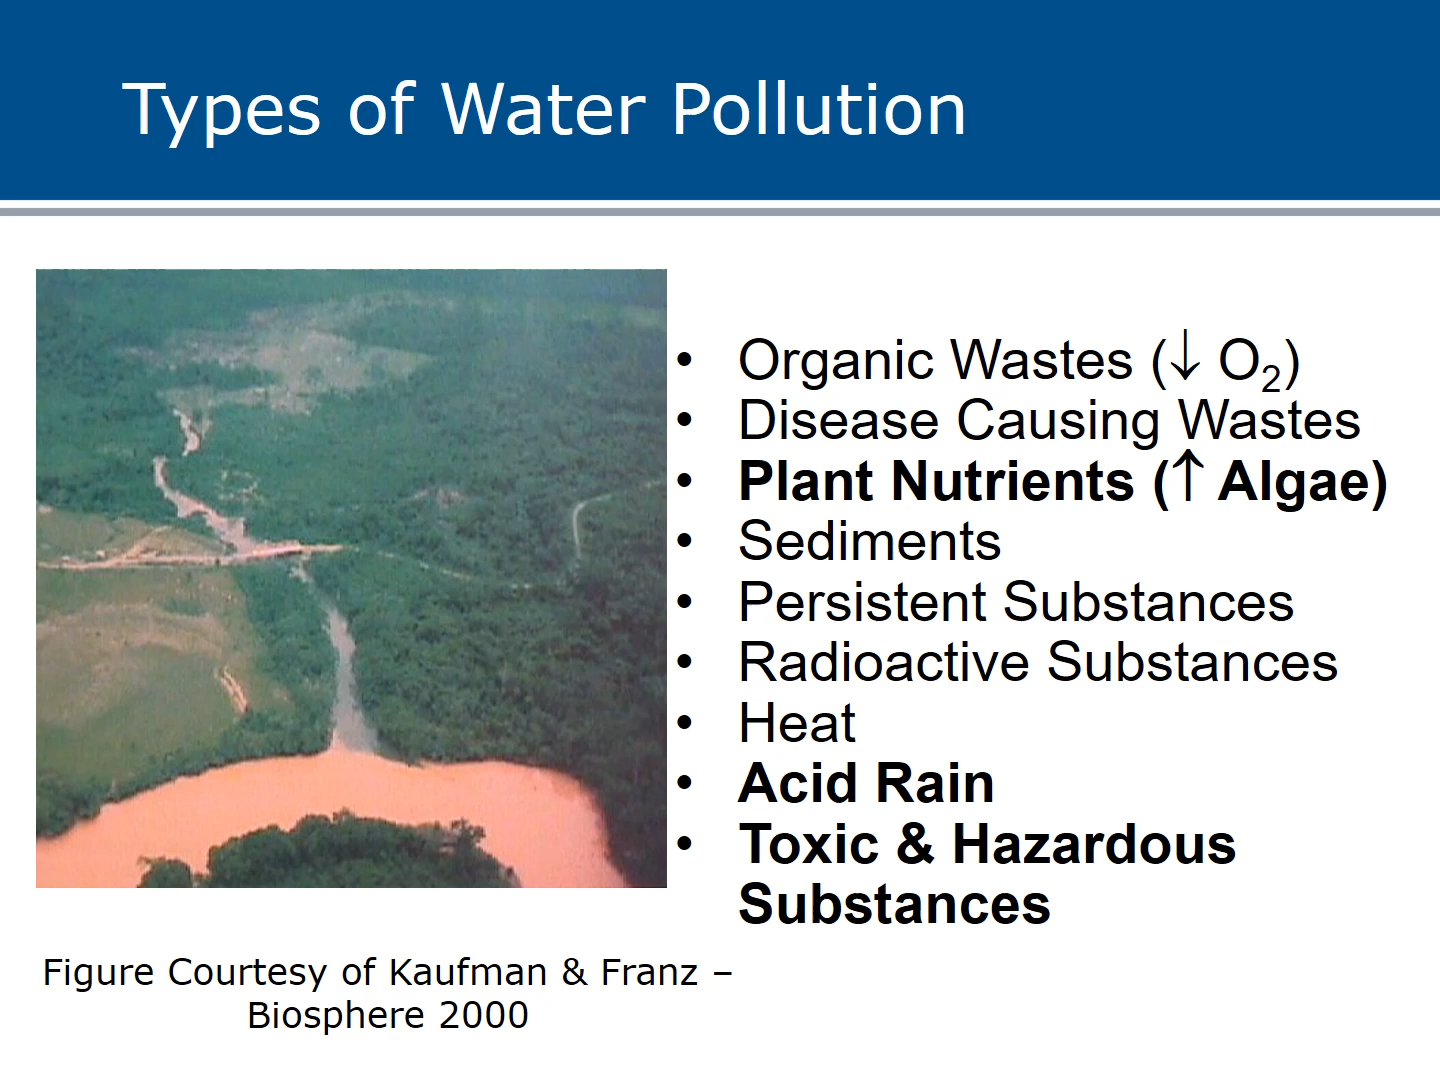 Types of Water Pollution
• Organic Wastes (↓ O₂)
• Disease Causing Wastes
• Plant Nutrients (↑ Algae)
• Sediments
• Persistent Substances
• Radioactive Substances
• Heat
• Acid Rain
• Toxic & Hazardous
Substances
Figure Courtesy of Kaufman & Franz –
Biosphere 2000